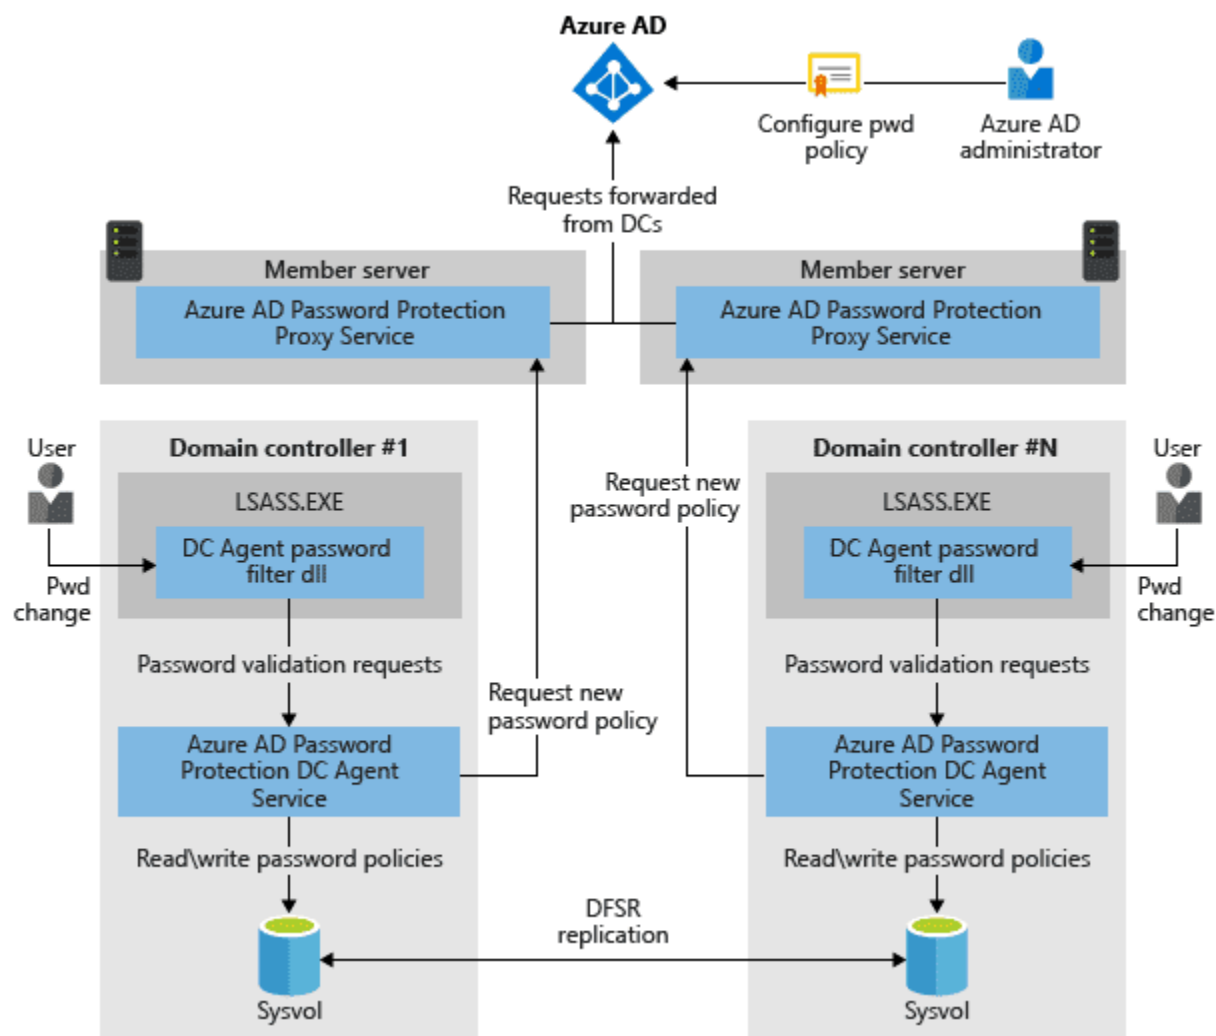 Azure AD
Configure pwd
policy
Azure AD
administrator
Requests forwarded
from DCs
Member server
Azure AD Password Protection
Proxy Service
Member server
Azure AD Password Protection
Proxy Service
User
Domain controller #1
LSASS.EXE
DC Agent password
filter dll
Pwd
change
Password validation requests
Request new
password policy
Azure AD Password
Protection DC Agent
Service
Read\write password policies
Sysvol
DFSR
replication
Domain controller #N
User
Request new
password policy
LSASS.EXE
DC Agent password
filter dll
Pwd
change
Password validation requests
Azure AD Password
Protection DC Agent
Service
Read\write password policies
Sysvol